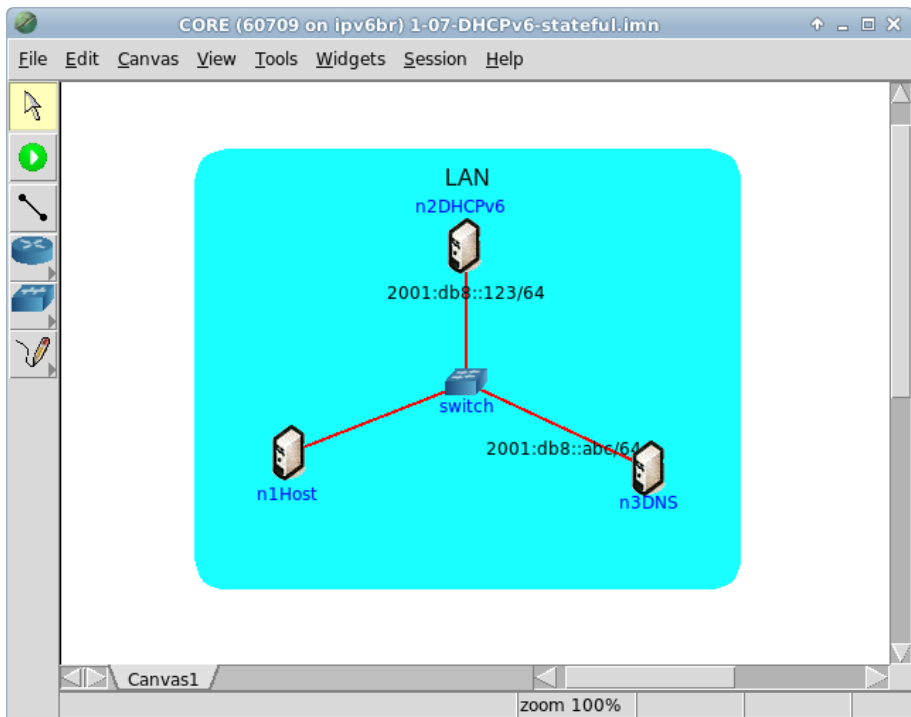 CORE (60709 on ipv6br) 1-07-DHCPv6-stateful.imn
File Edit Canvas View Tools Widgets Session Help
LAN
n2DHCPv6
2001:db8::123/64
switch
2001:db8::abc/64
n1Host
n3DNS
Canvas1
zoom 100%